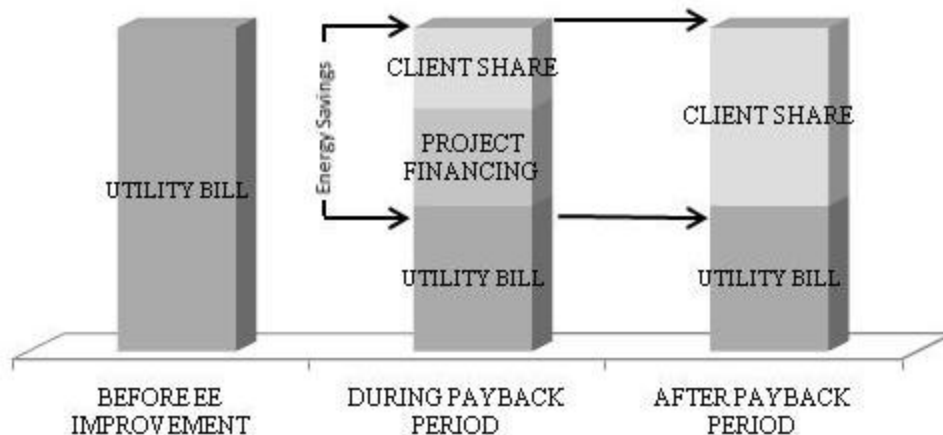 UTILITY BILL
Energy Savings
CLIENT SHARE
PROJECT
FINANCING
UTILITY BILL
CLIENT SHARE
UTILITY BILL
BEFORE EE
IMPROVEMENT
DURING PAYBACK
PERIOD
AFTER PAYBACK
PERIOD